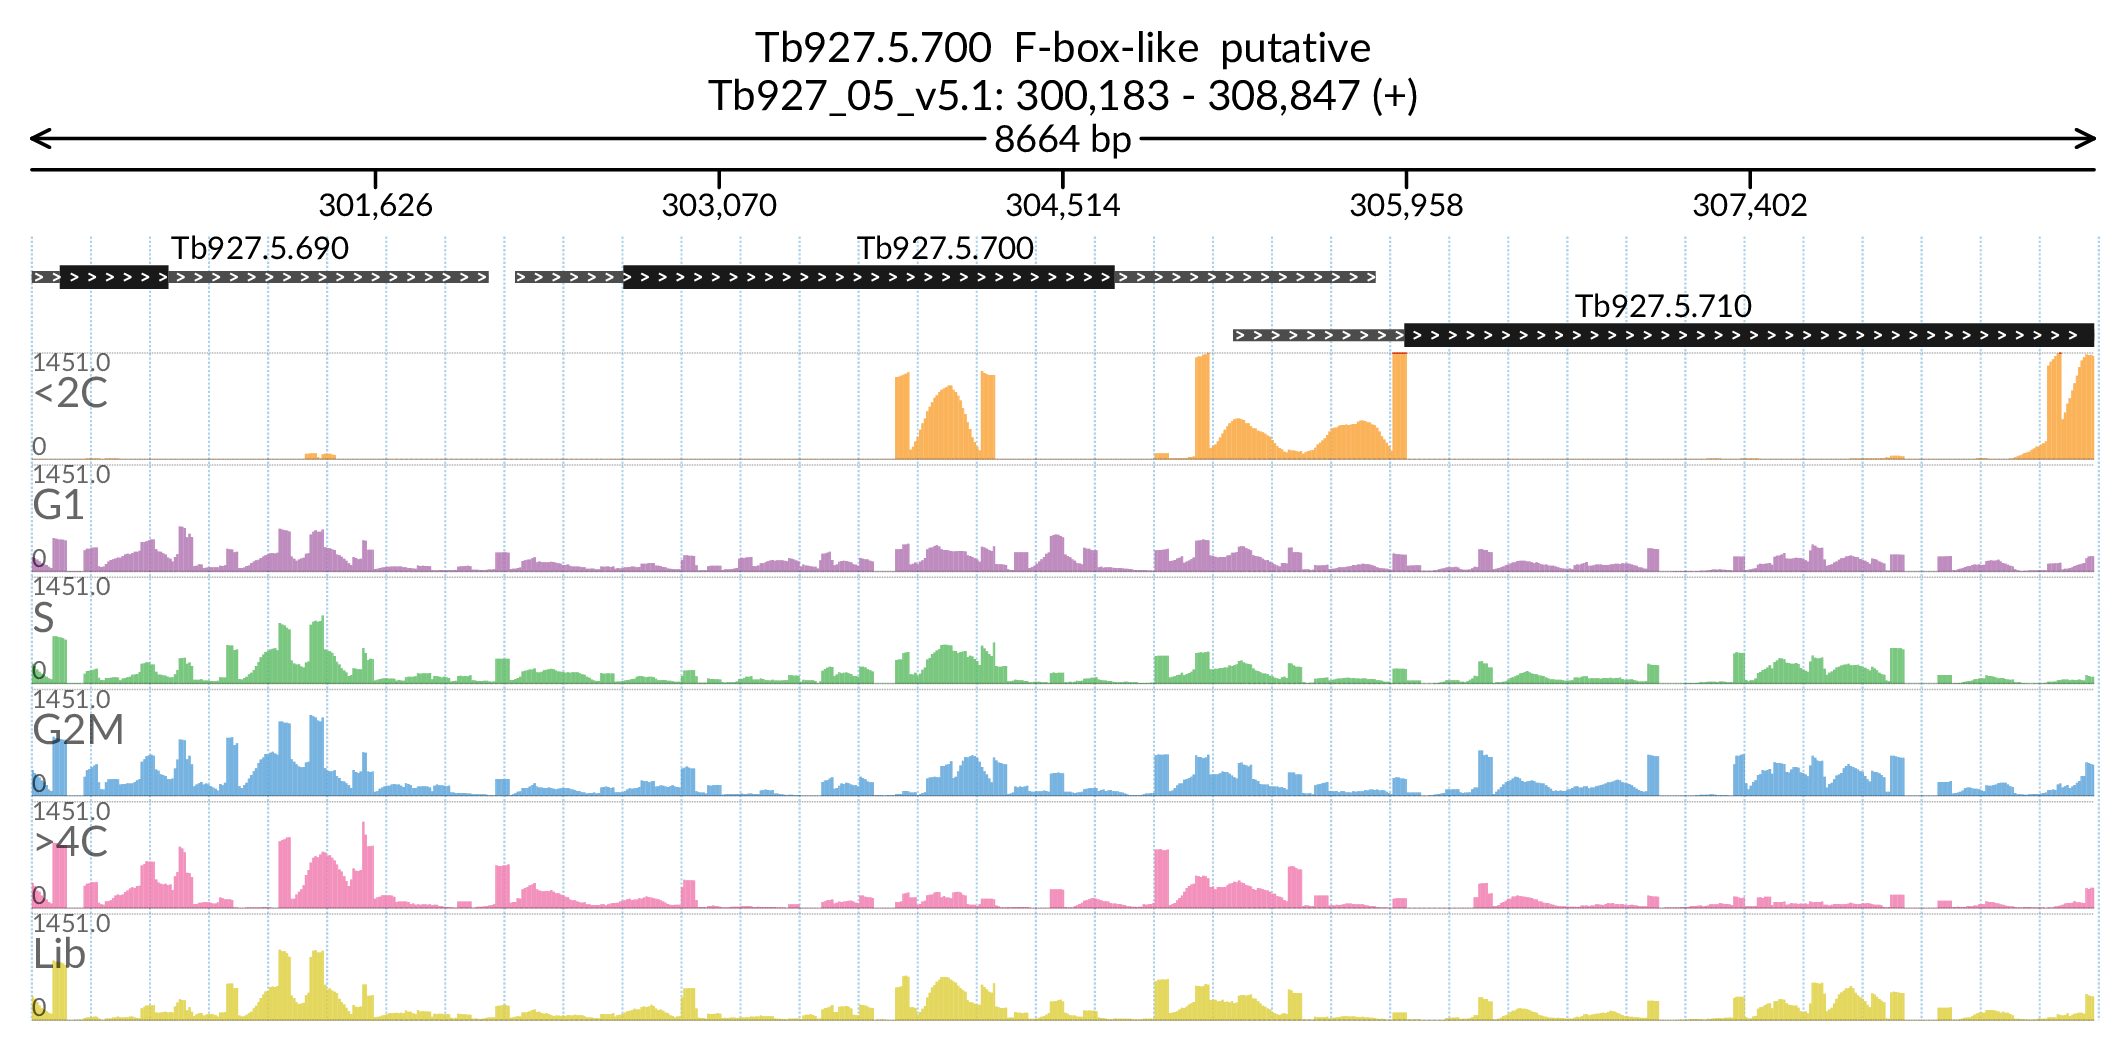 Tb927.5.700 F-box-like putative
Tb927_05_v5.1: 300,183 - 308,847 (+)
8664 bp
301,626 303,070 304,514 305,958 307,402
Tb927.5.690 Tb927.5.700
Tb927.5.710
1451.0
<2C
0
1451.0
G1
0
1451.0
S
0
1451.0
G2M
0
1451.0
>4C
0
1451.0
Lib
0